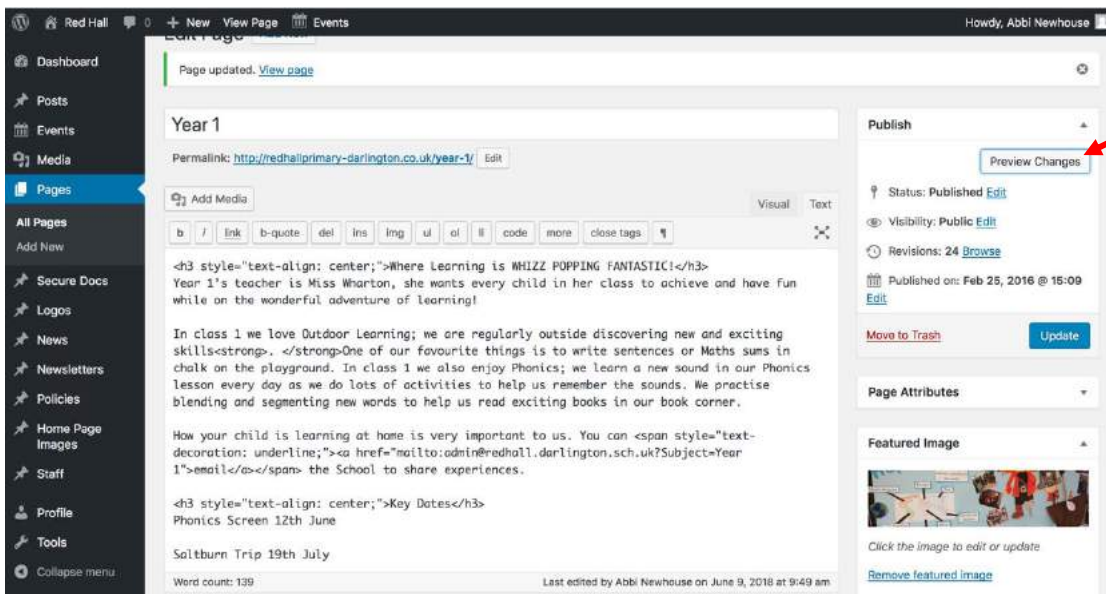 Red Hall 0 + New View Page Events Howdy, Abbi Newhouse
Edit Page Add New
Dashboard
Posts
Events
Media
Pages
All Pages
Add New
Secure Docs
Logos
News
Newsletters
Policies
Home Page
Images
Staff
Profile
Tools
Collapse menu
Page updated. View page
Year 1
Permalink: http://redhallprimary-darlington.co.uk/year-1/ Edit
Add Media
Visual Text
b i link b-quote del ins img ul ol li code more close tags ¶
<h3 style="text-align: center;">Where Learning is WHIZZ POPPING FANTASTIC!</h3>
Year 1's teacher is Miss Wharton, she wants every child in her class to achieve and have fun
while on the wonderful adventure of learning!
In class 1 we love Outdoor Learning; we are regularly outside discovering new and exciting
skills<strong>. </strong>One of our favourite things is to write sentences or Maths sums in
chalk on the playground. In class 1 we also enjoy Phonics; we learn a new sound in our Phonics
lesson every day as we do lots of activities to help us remember the sounds. We practise
blending and segmenting new words to help us read exciting books in our book corner.
How your child is learning at home is very important to us. You can <span style="text-
decoration: underline;"><a href="mailto:admin@redhall.darlington.sch.uk?Subject=Year
1">email</a></span> the School to share experiences.
<h3 style="text-align: center;">Key Dates</h3>
Phonics Screen 12th June
Saltburn Trip 19th July
Word count: 139 Last edited by Abbi Newhouse on June 9, 2018 at 9:49 am
Publish
Preview Changes
Status: Published Edit
Visibility: Public Edit
Revisions: 24 Browse
Published on: Feb 25, 2016 @ 15:09
Edit
Move to Trash Update
Page Attributes
Featured Image
Click the image to edit or update
Remove featured image